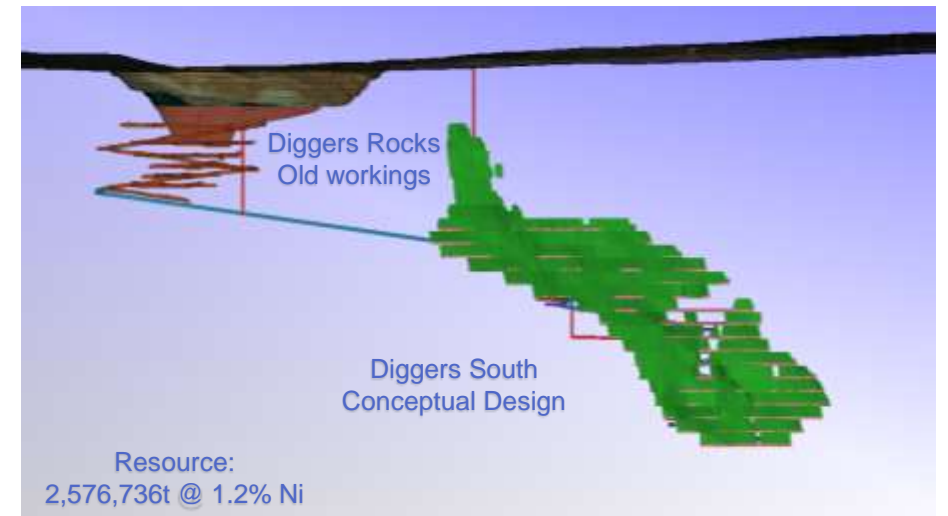 Diggers Rocks
Old workings
Diggers South
Conceptual Design
Resource:
2,576,736t @ 1.2% Ni